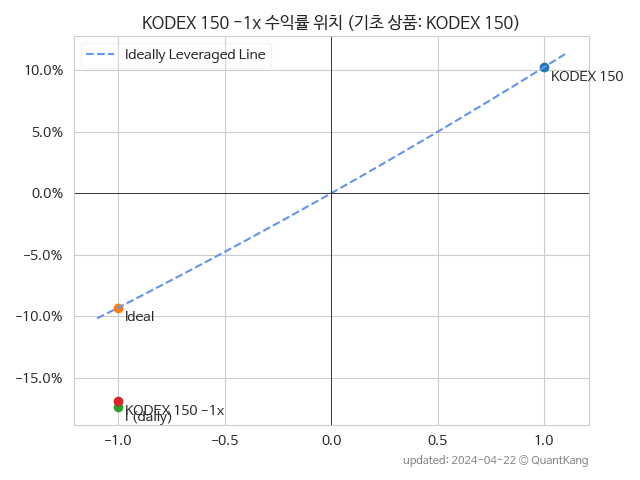 KODEX 150 -1x 수익률 위치 (기초 상품: KODEX 150)
Ideally Leveraged Line
10.0%
5.0%
0.0%
-5.0%
-10.0%
-15.0%
KODEX 150
Ideal
KODEX 150 -1x
I (daily)
-1.0
-0.5
0.0
0.5
1.0
updated: 2024-04-22 © QuantKang